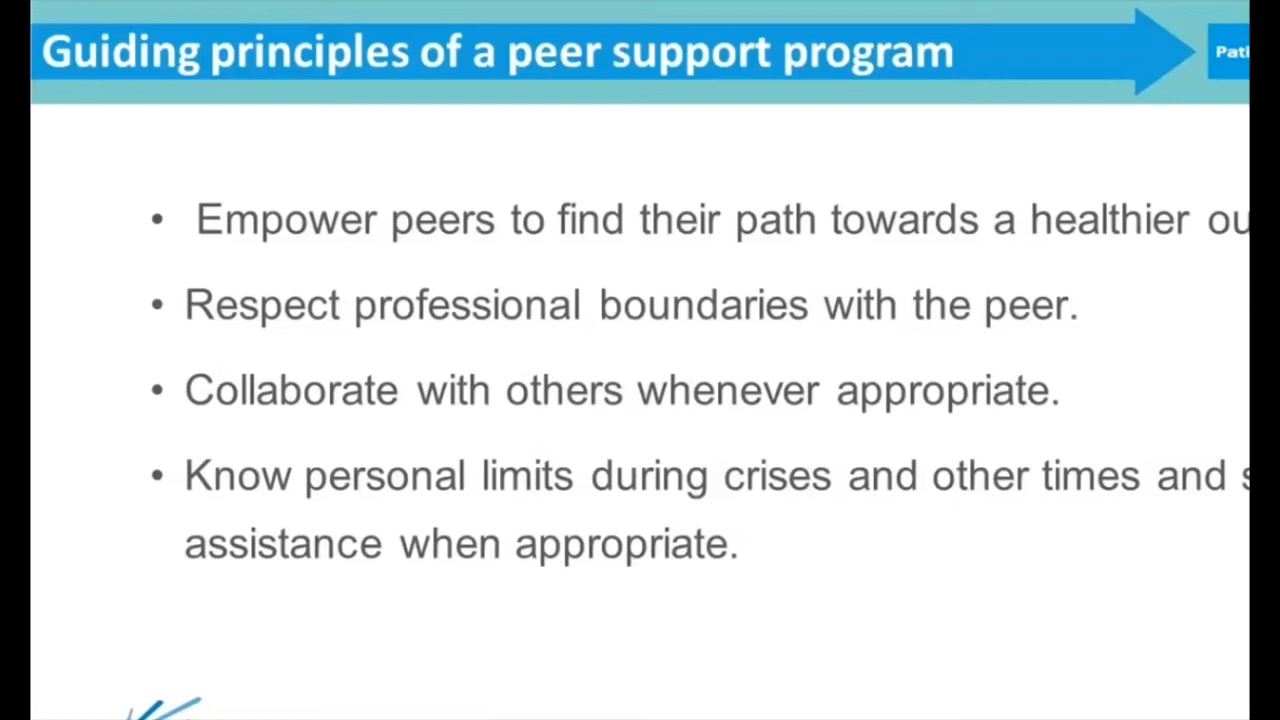 Guiding principles of a peer support program
• Empower peers to find their path towards a healthier
• Respect professional boundaries with the peer.
• Collaborate with others whenever appropriate.
• Know personal limits during crises and other times and
assistance when appropriate.